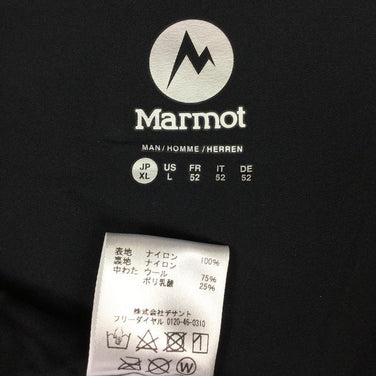 Marmot
MAN/HOMME/HERREN
JP US FR IT DE
XL L 52 52 52
表地 ナイロン 100%
裏地 ナイロン
中わた ウール 75%
ポリ乳酸 25%
株式会社デサント
フリーダイヤル 0120-46-0310